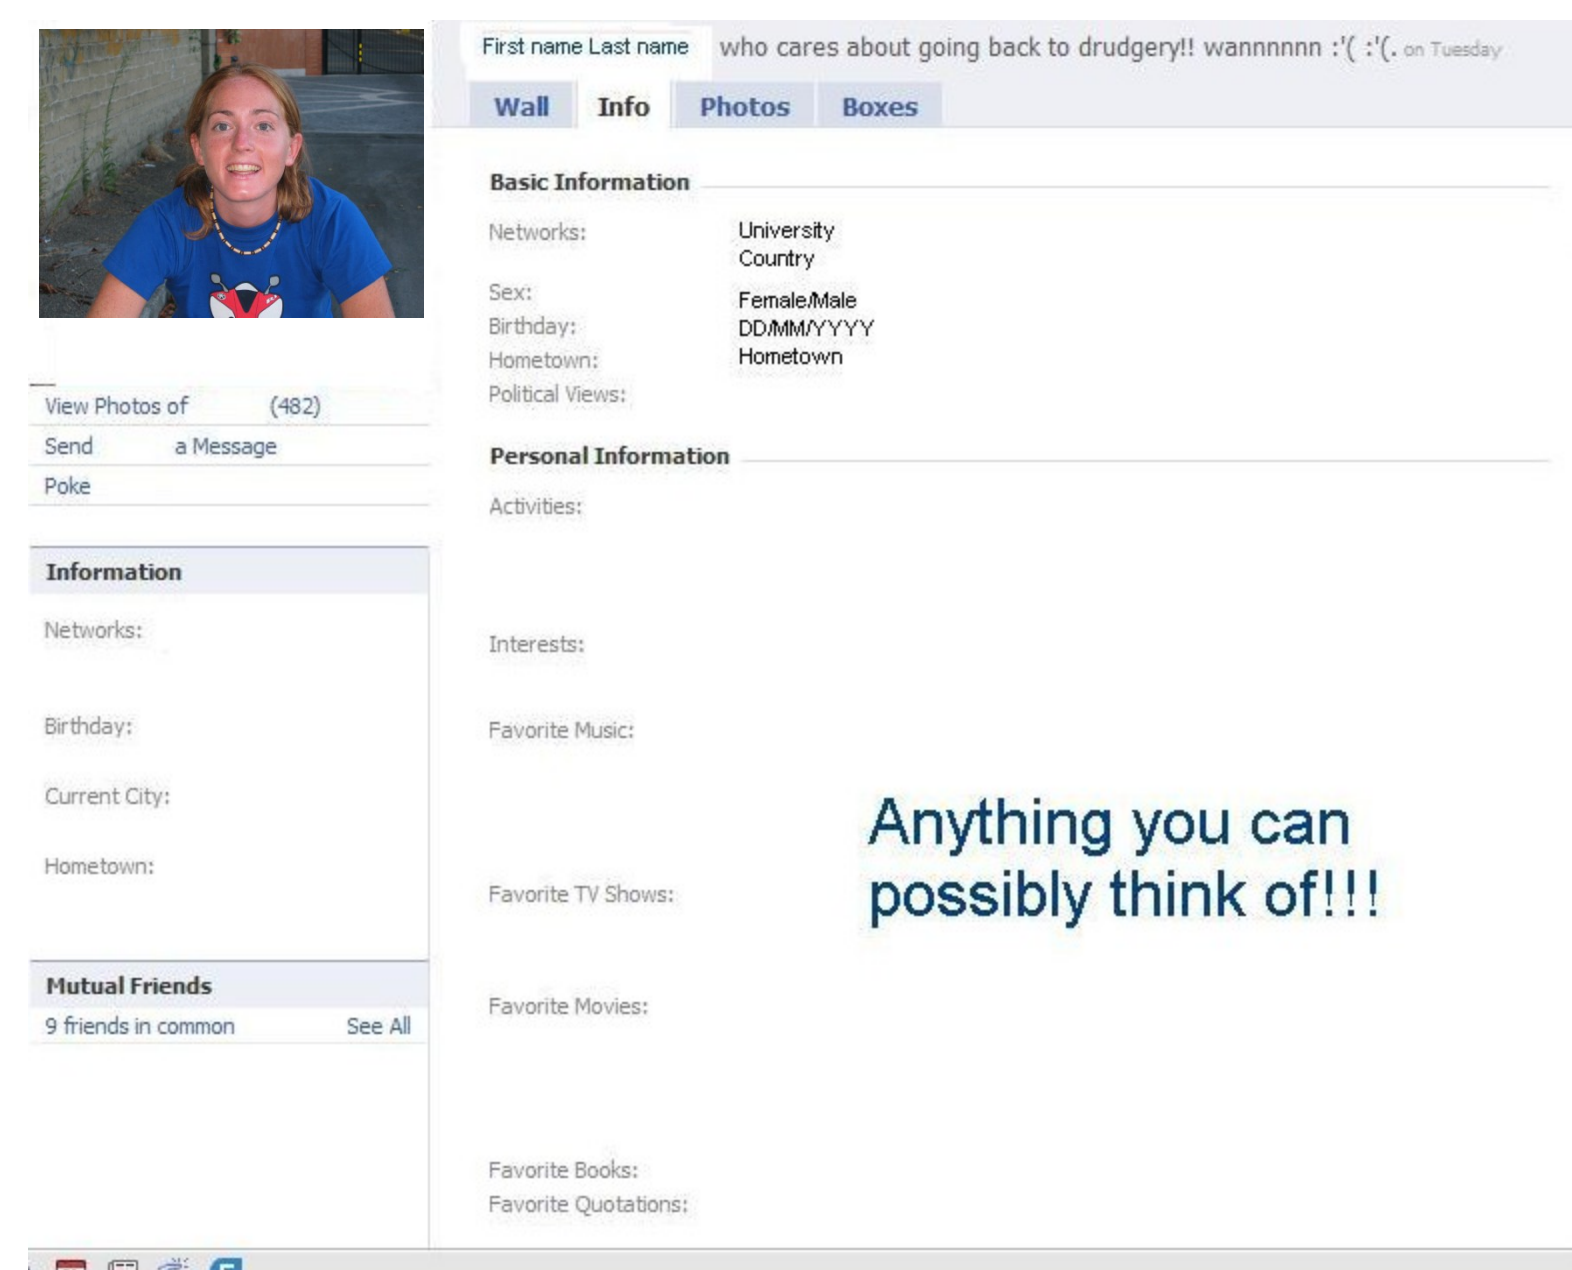 First name Last name who cares about going back to drudgery!! wannnnnn :'( :'(. on Tuesday
Wall Info Photos Boxes
Basic Information
Networks: University
Country
Sex: Female/Male
Birthday: DD/MM/YYYY
Hometown: Hometown
Political Views:
Personal Information
Activities:
Interests:
Favorite Music:
Anything you can
possibly think of!!!
Favorite TV Shows:
Favorite Movies:
Favorite Books:
Favorite Quotations:
View Photos of (482)
Send a Message
Poke
Information
Networks:
Birthday:
Current City:
Hometown:
Mutual Friends
9 friends in common See All